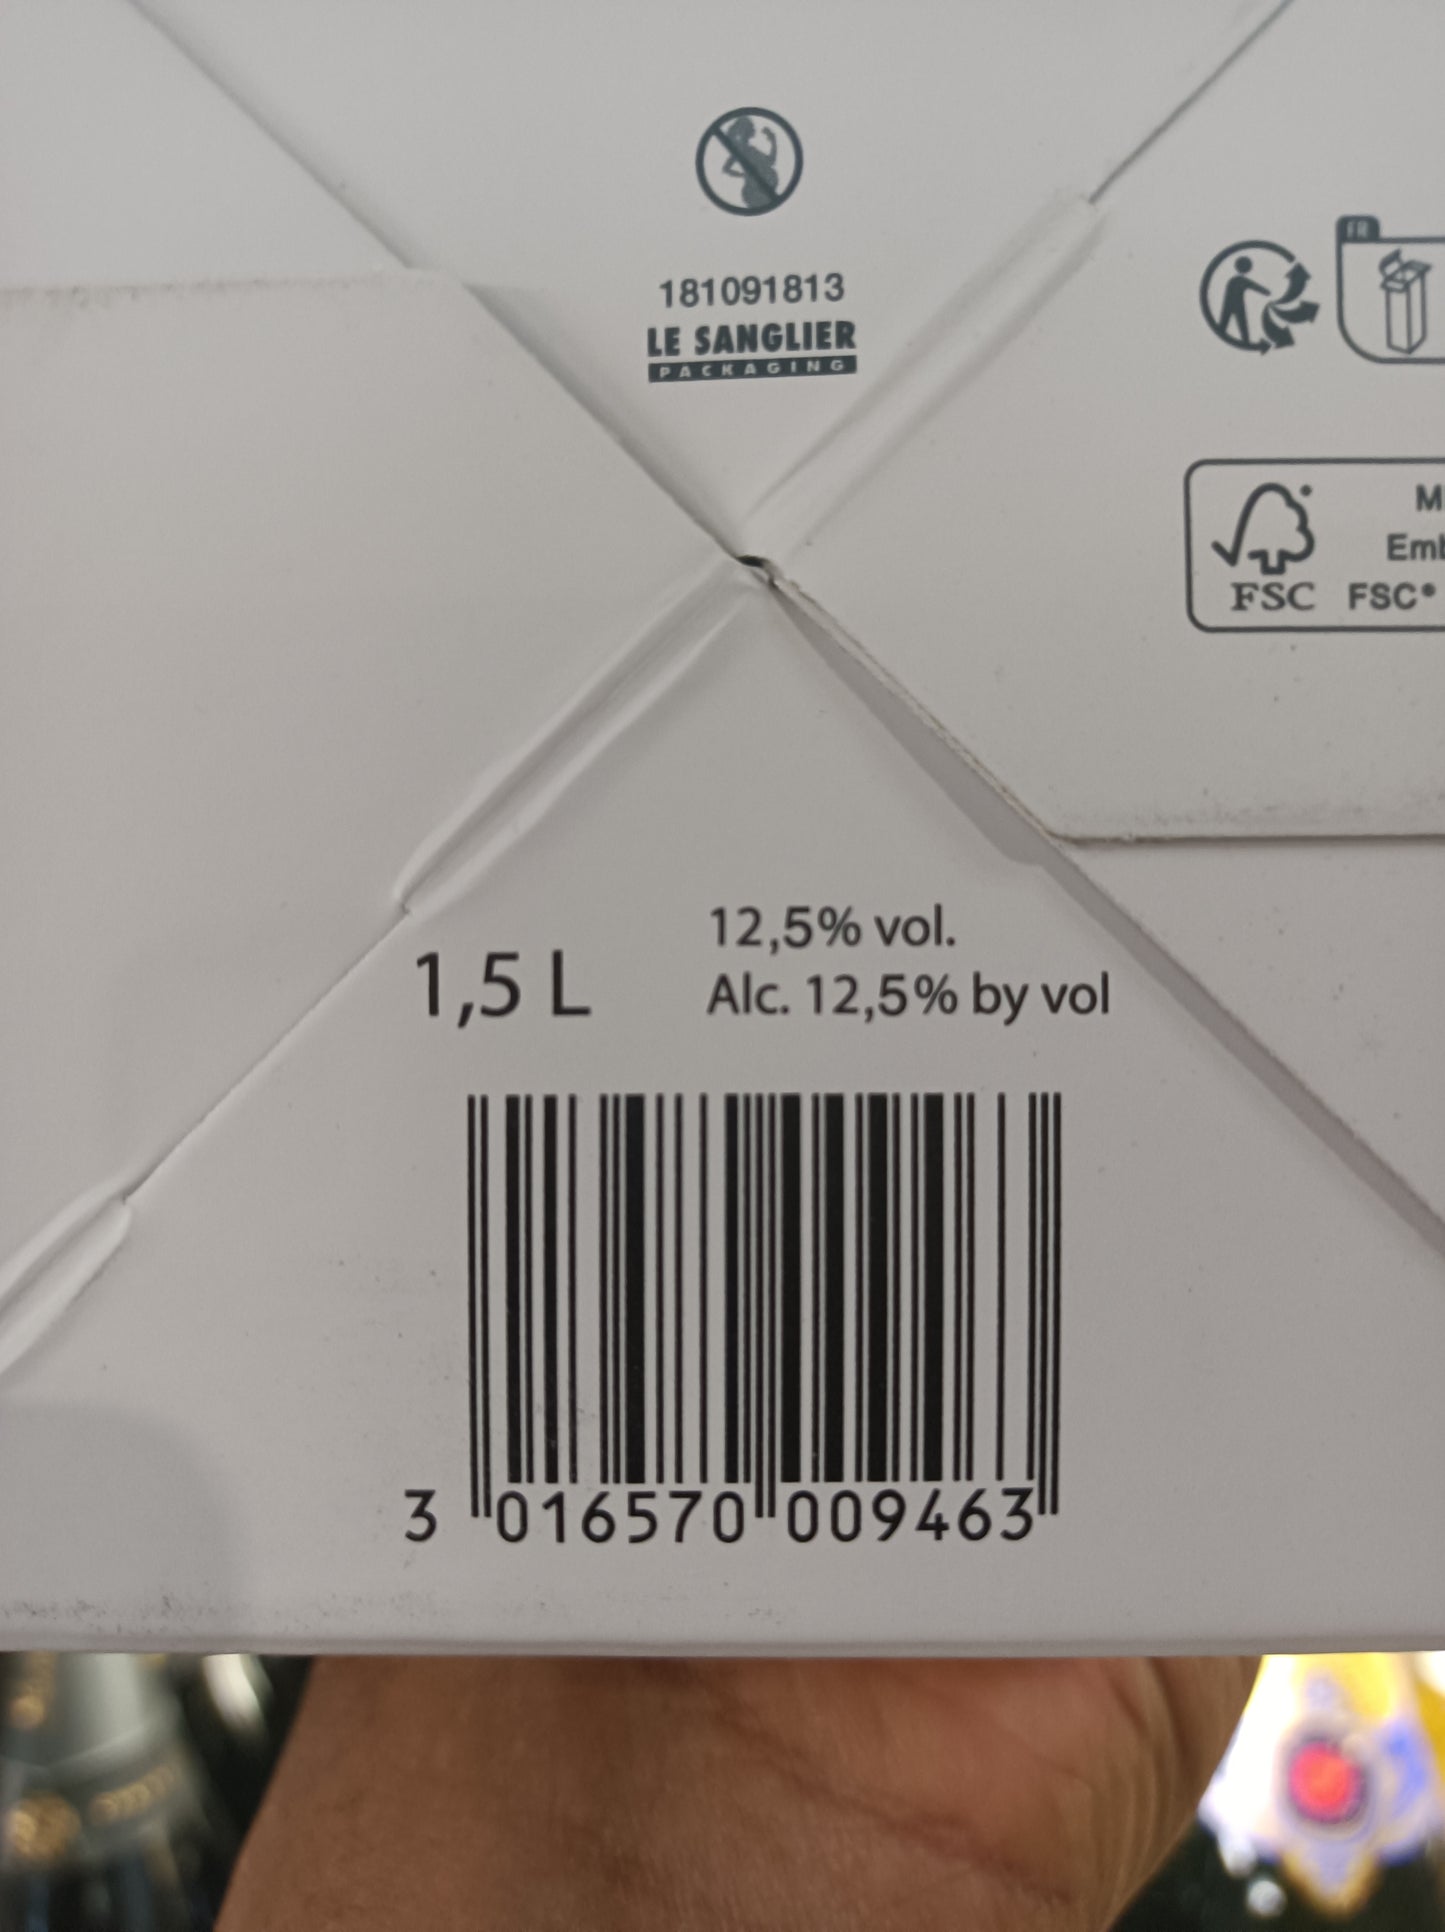 181091813
LE SANGLIER
PACKAGING
FR
FSC
FSC®
1,5 L
12,5% vol.
Alc. 12,5% by vol
3 016570 009463